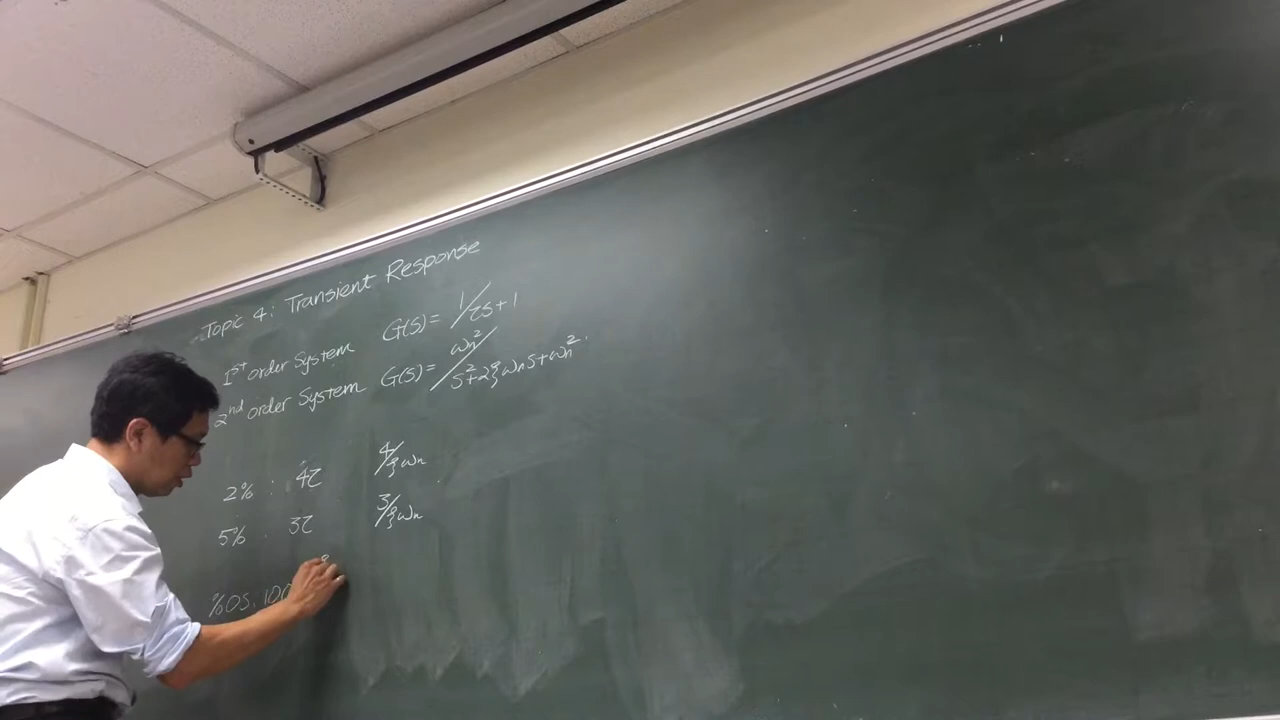 Topic 4: Transient Response
1st order System G(s) = 1/τs+1
2nd order System G(s) = ωn²/s²+2ξωns+ωn².
2% : 4τ 4/ξωn
5% : 3τ 3/ξωn
%OS. 100